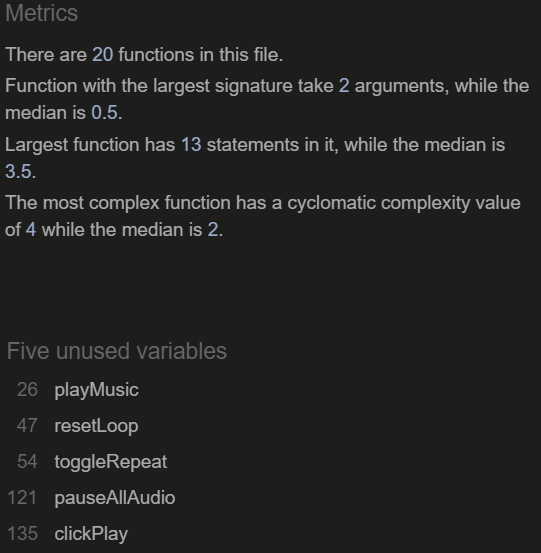 Metrics
There are 20 functions in this file.
Function with the largest signature take 2 arguments, while the
median is 0.5.
Largest function has 13 statements in it, while the median is
3.5.
The most complex function has a cyclomatic complexity value
of 4 while the median is 2.
Five unused variables
26 playMusic
47 resetLoop
54 toggleRepeat
121 pauseAllAudio
135 clickPlay